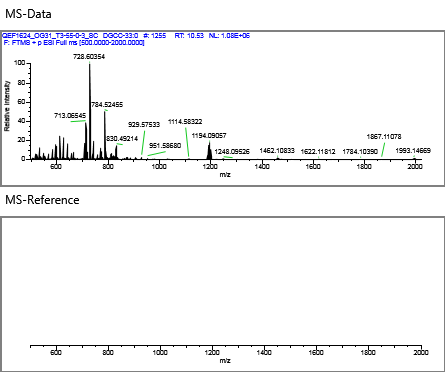 MS-Data
QEF1624_OG31_T3-55-0-3_SC DGCC-33:0 #: 1255 RT: 10.53 NL: 1.08E+06
F: FTMS + p ESI Full ms [500.0000-2000.0000]
728.60354
100
80
60
40
20
0
Relative Intensity
784.52455
713.06545
830.49214
929.57533
951.58680
1114.58322
1194.09057
1248.09526
1462.10833
1622.11812
1784.10390
1867.11078
1993.14669
600 800 1000 1200 1400 1600 1800 2000
m/z
MS-Reference
600 800 1000 1200 1400 1600 1800 2000
m/z